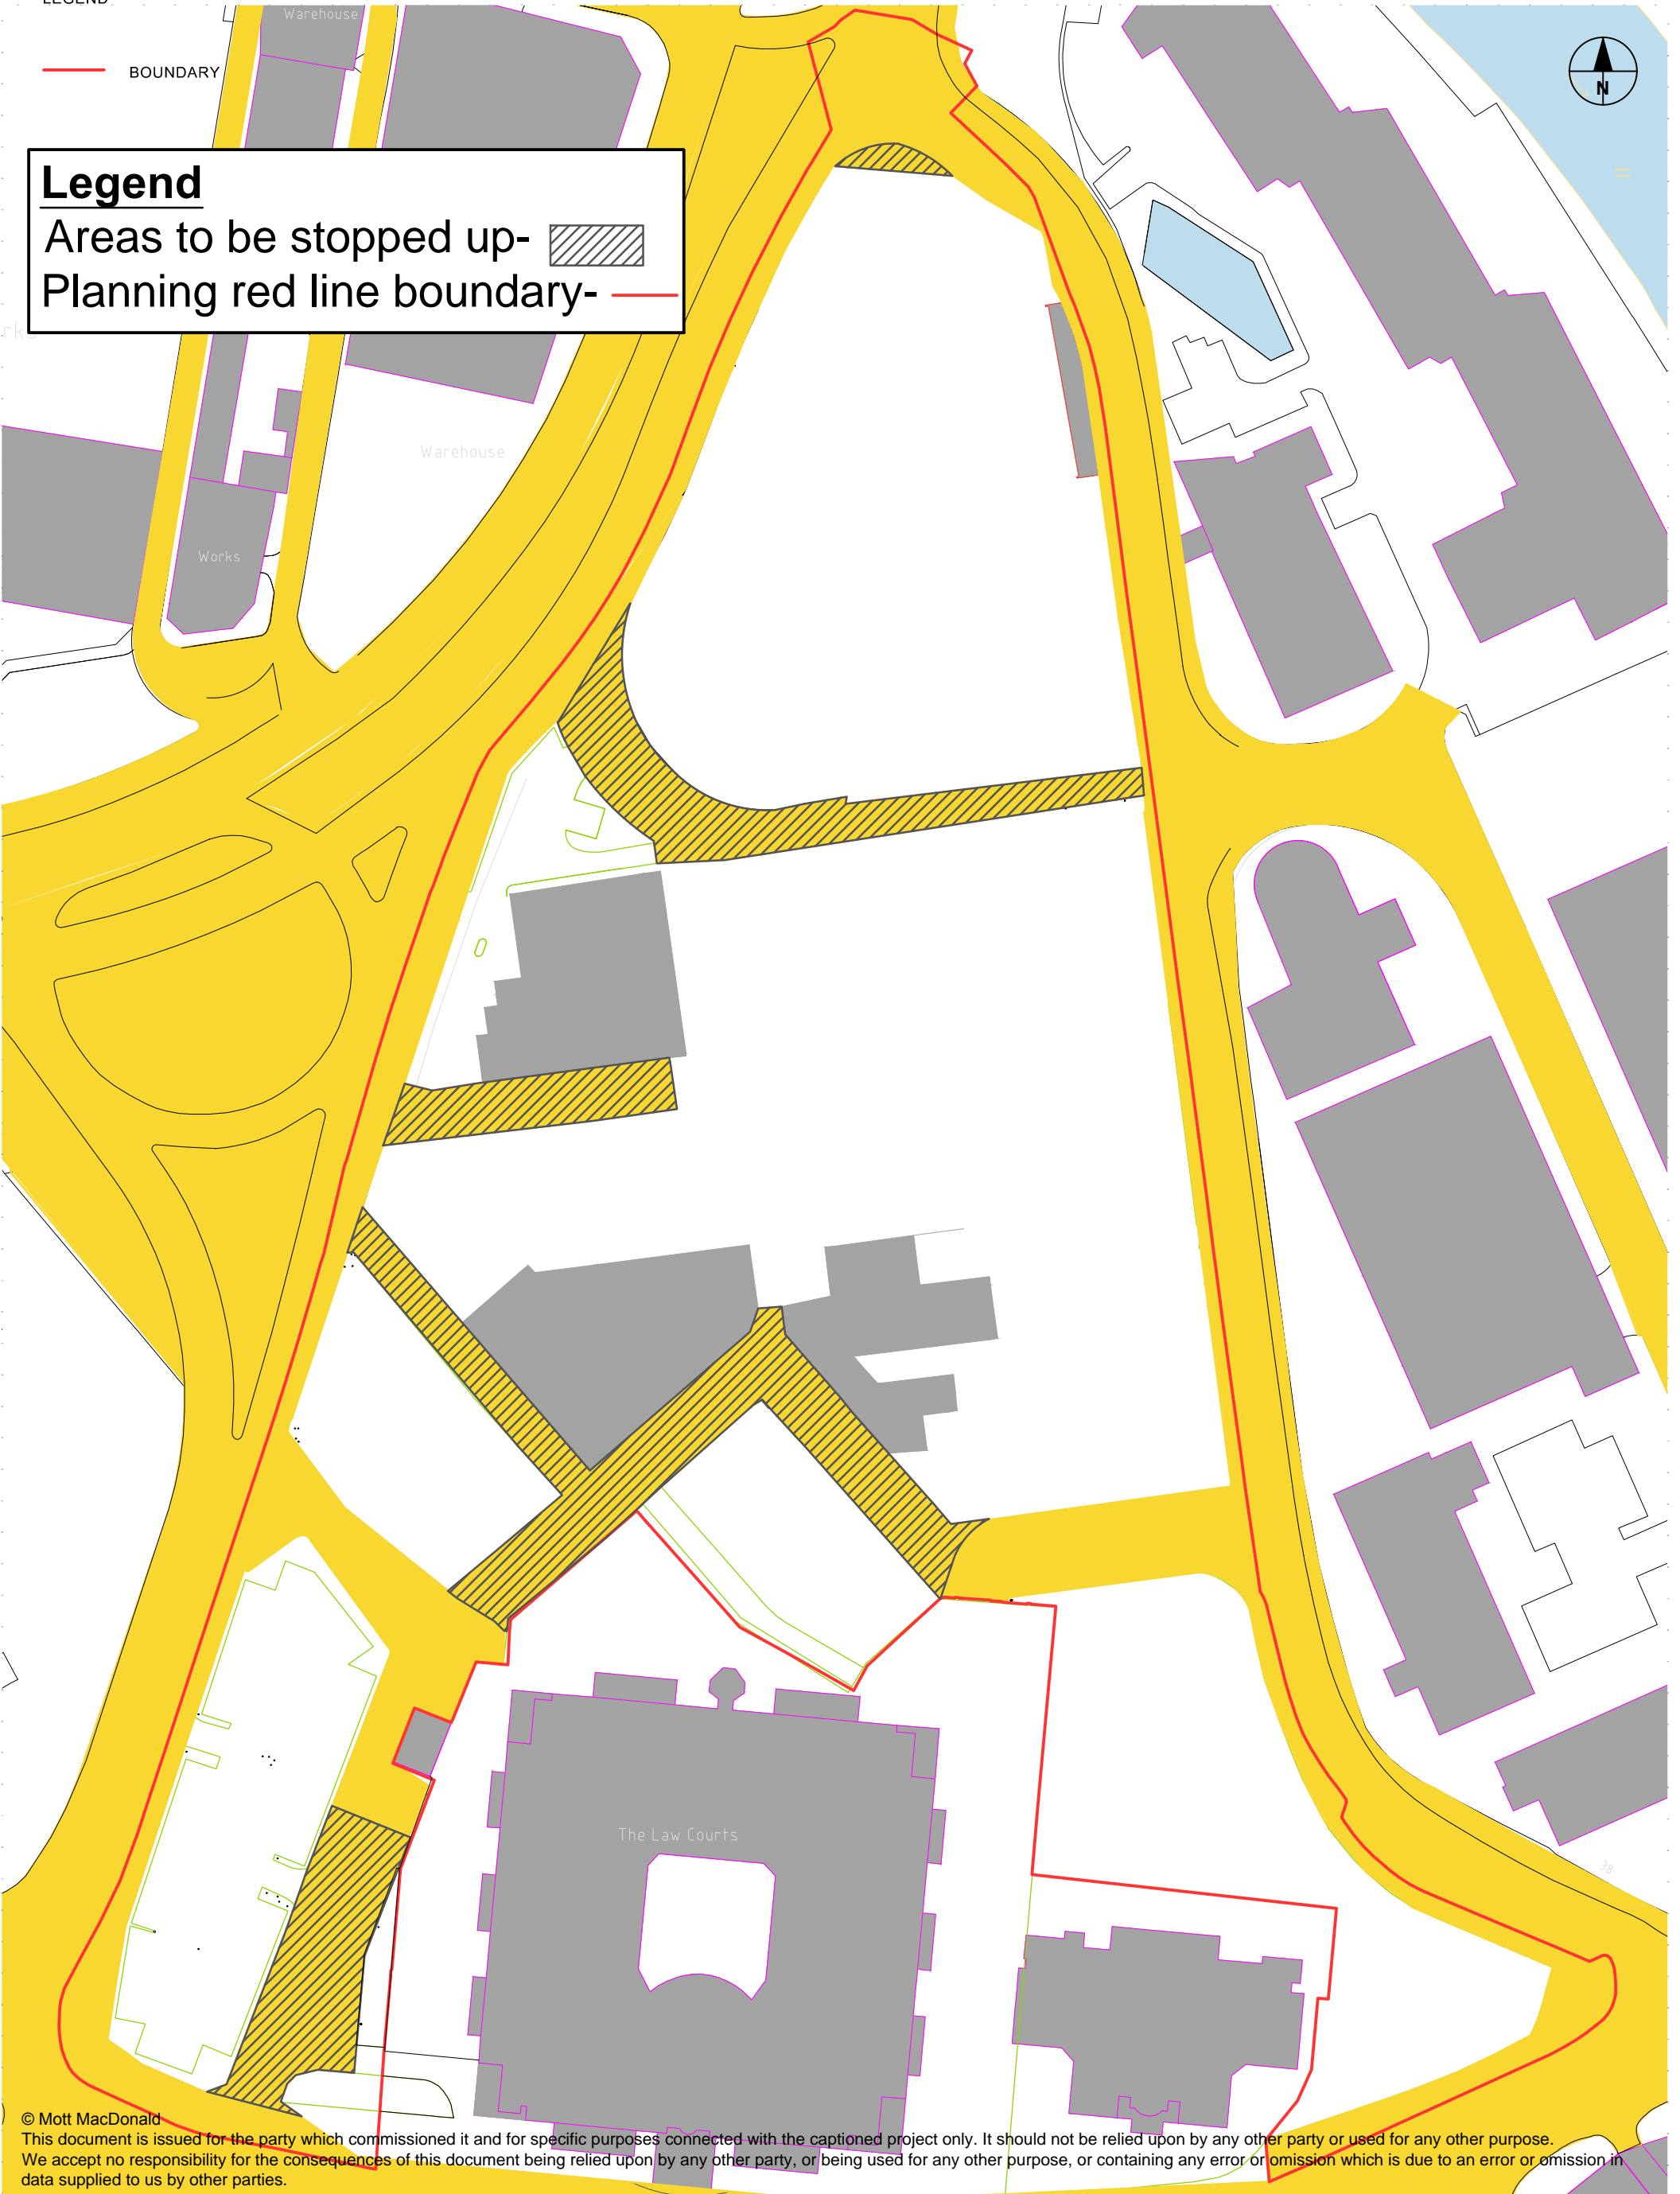 LEGEND
Warehouse
BOUNDARY
N
Legend
Areas to be stopped up-
Planning red line boundary-
Warehouse
Works
The Law Courts
38
© Mott MacDonald
This document is issued for the party which commissioned it and for specific purposes connected with the captioned project only. It should not be relied upon by any other party or used for any other purpose.
We accept no responsibility for the consequences of this document being relied upon by any other party, or being used for any other purpose, or containing any error or omission which is due to an error or omission in
data supplied to us by other parties.